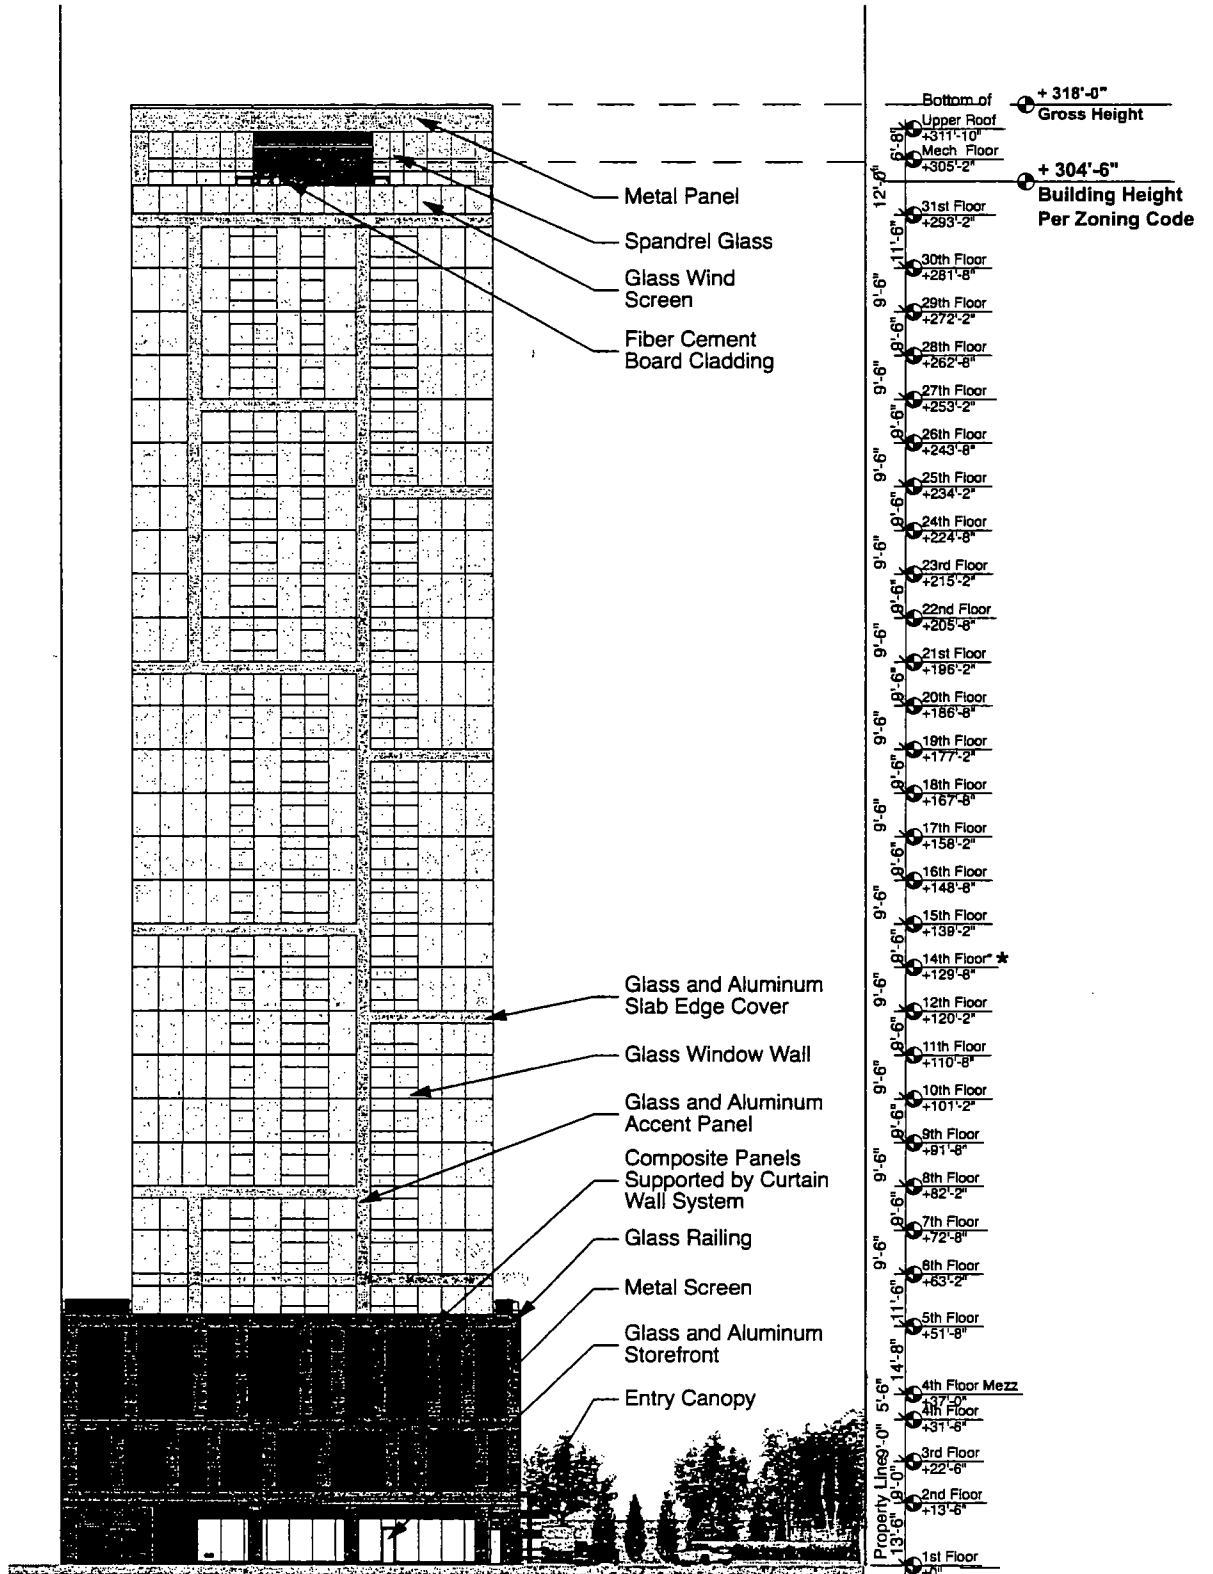 Bottom of
Upper Roof
+311'-10"
+ 318'-0"
Gross Height
6'-8"
Mech Floor
+305'-2"
+ 304'-6"
Building Height
Per Zoning Code
12'-0"
31st Floor
+293'-2"
11'-6"
30th Floor
+281'-8"
9'-6"
29th Floor
+272'-2"
9'-6"
28th Floor
+262'-8"
9'-6"
27th Floor
+253'-2"
9'-6"
26th Floor
+243'-8"
9'-6"
25th Floor
+234'-2"
9'-6"
24th Floor
+224'-8"
9'-6"
23rd Floor
+215'-2"
9'-6"
22nd Floor
+205'-8"
9'-6"
21st Floor
+196'-2"
9'-6"
20th Floor
+186'-8"
9'-6"
19th Floor
+177'-2"
9'-6"
18th Floor
+167'-8"
9'-6"
17th Floor
+158'-2"
9'-6"
16th Floor
+148'-8"
9'-6"
15th Floor
+139'-2"
9'-6"
14th Floor* *
+129'-8"
9'-6"
12th Floor
+120'-2"
9'-6"
11th Floor
+110'-8"
9'-6"
10th Floor
+101'-2"
9'-6"
9th Floor
+91'-8"
9'-6"
8th Floor
+82'-2"
9'-6"
7th Floor
+72'-8"
9'-6"
6th Floor
+63'-2"
11'-6"
5th Floor
+51'-8"
14'-8"
4th Floor Mezz
+37'-0"
5'-6"
4th Floor
+31'-6"
9'-0"
3rd Floor
+22'-6"
9'-0"
2nd Floor
+13'-6"
13'-6"
1st Floor
Property Line
Metal Panel
Spandrel Glass
Glass Wind
Screen
Fiber Cement
Board Cladding
Glass and Aluminum
Slab Edge Cover
Glass Window Wall
Glass and Aluminum
Accent Panel
Composite Panels
Supported by Curtain
Wall System
Glass Railing
Metal Screen
Glass and Aluminum
Storefront
Entry Canopy